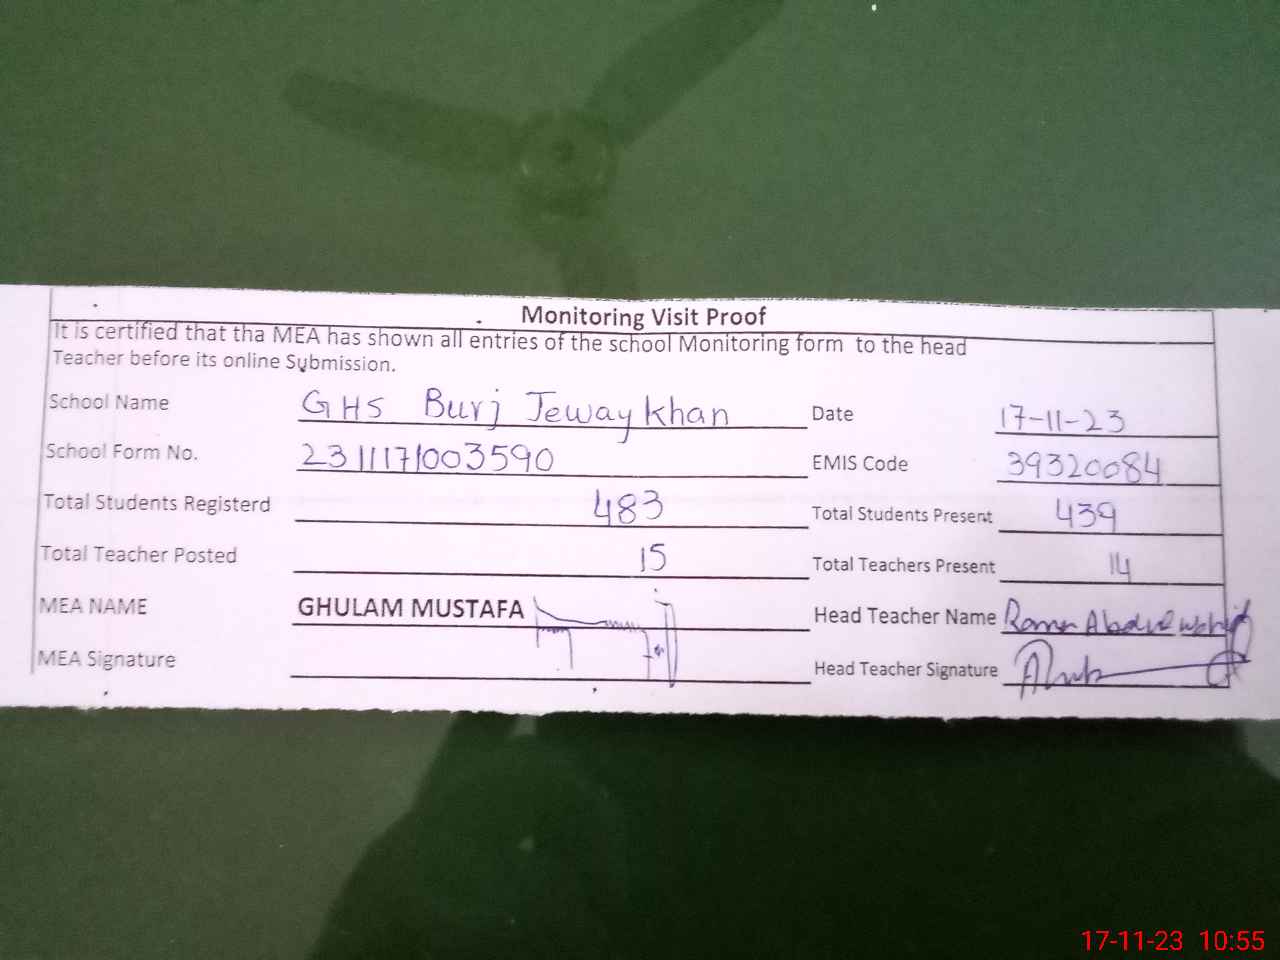 Monitoring Visit Proof
It is certified that tha MEA has shown all entries of the school Monitoring form to the head
Teacher before its online Submission.
School Name GHS Burj Jeway Khan Date 17-11-23
School Form No. 2311171003590 EMIS Code 39320084
Total Students Registerd 483 Total Students Present 439
Total Teacher Posted 15 Total Teachers Present 14
MEA NAME GHULAM MUSTAFA Head Teacher Name Abdul
MEA Signature Head Teacher Signature
17-11-23 10:55